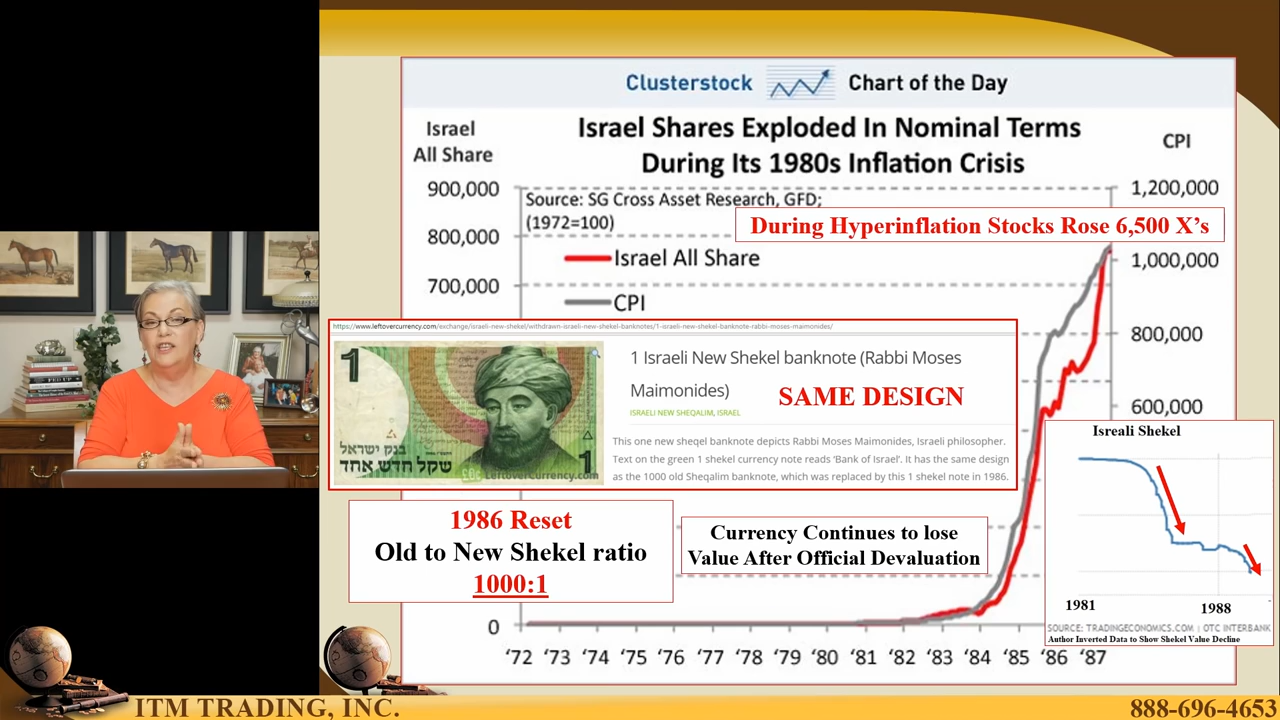 Clusterstock Chart of the Day
Israel Shares Exploded In Nominal Terms
During Its 1980s Inflation Crisis
Israel
All Share
CPI
900,000
800,000
700,000
0
1,200,000
1,000,000
800,000
600,000
Source: SG Cross Asset Research, GFD;
(1972=100)
During Hyperinflation Stocks Rose 6,500 X's
Israel All Share
CPI
https://www.leftovercurrency.com/exchange/israeli-new-shekel/withdrawn-israeli-new-shekel-banknotes/1-israeli-new-shekel-banknote-rabbi-moses-maimonides/
1
בנק ישראל
שקל חדש אחד
1
LeftoverCurrency.com
1 Israeli New Shekel banknote (Rabbi Moses
Maimonides)
SAME DESIGN
ISRAELI NEW SHEQALIM, ISRAEL
This one new sheqel banknote depicts Rabbi Moses Maimonides, Israeli philosopher.
Text on the green 1 shekel currency note reads 'Bank of Israel'. It has the same design
as the 1000 old Sheqalim banknote, which was replaced by this 1 shekel note in 1986.
1986 Reset
Old to New Shekel ratio
1000:1
Currency Continues to lose
Value After Official Devaluation
Isreali Shekel
1981
1988
SOURCE: TRADINGECONOMICS.COM | OTC INTERBANK
Author Inverted Data to Show Shekel Value Decline
'72 '73 '74 '75 '76 '77 '78 '79 '80 '81 '82 '83 '84 '85 '86 '87
FED UP
ITM TRADING, INC.
888-696-4653